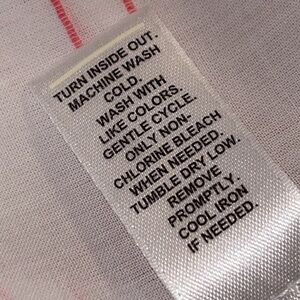 TURN INSIDE OUT.
MACHINE WASH
COLD.
WASH WITH
LIKE COLORS.
GENTLE CYCLE.
ONLY NON-
CHLORINE BLEACH
WHEN NEEDED.
TUMBLE DRY LOW.
REMOVE
PROMPTLY.
COOL IRON
IF NEEDED.